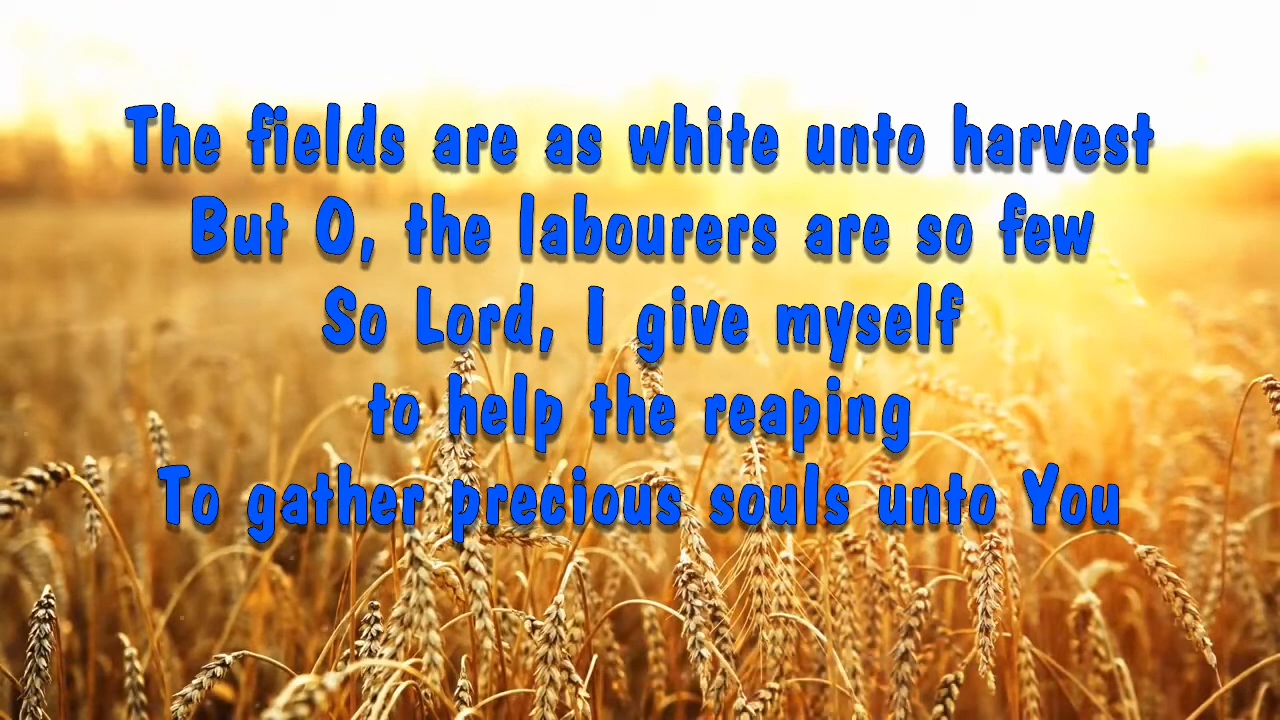 The fields are as white unto harvest
But O, the labourers are so few
So Lord, I give myself
to help the reaping
To gather precious souls unto You